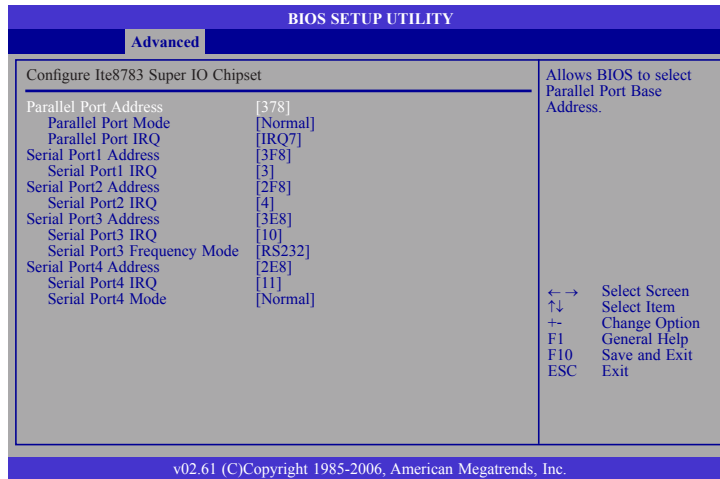 BIOS SETUP UTILITY
Advanced
Configure Ite8783 Super IO Chipset
Parallel Port Address [378]
Parallel Port Mode [Normal]
Parallel Port IRQ [IRQ7]
Serial Port1 Address [3F8]
Serial Port1 IRQ [3]
Serial Port2 Address [2F8]
Serial Port2 IRQ [4]
Serial Port3 Address [3E8]
Serial Port3 IRQ [10]
Serial Port3 Frequency Mode [RS232]
Serial Port4 Address [2E8]
Serial Port4 IRQ [11]
Serial Port4 Mode [Normal]
Allows BIOS to select
Parallel Port Base
Address.
←→ Select Screen
↑↓ Select Item
+- Change Option
F1 General Help
F10 Save and Exit
ESC Exit
v02.61 (C)Copyright 1985-2006, American Megatrends, Inc.